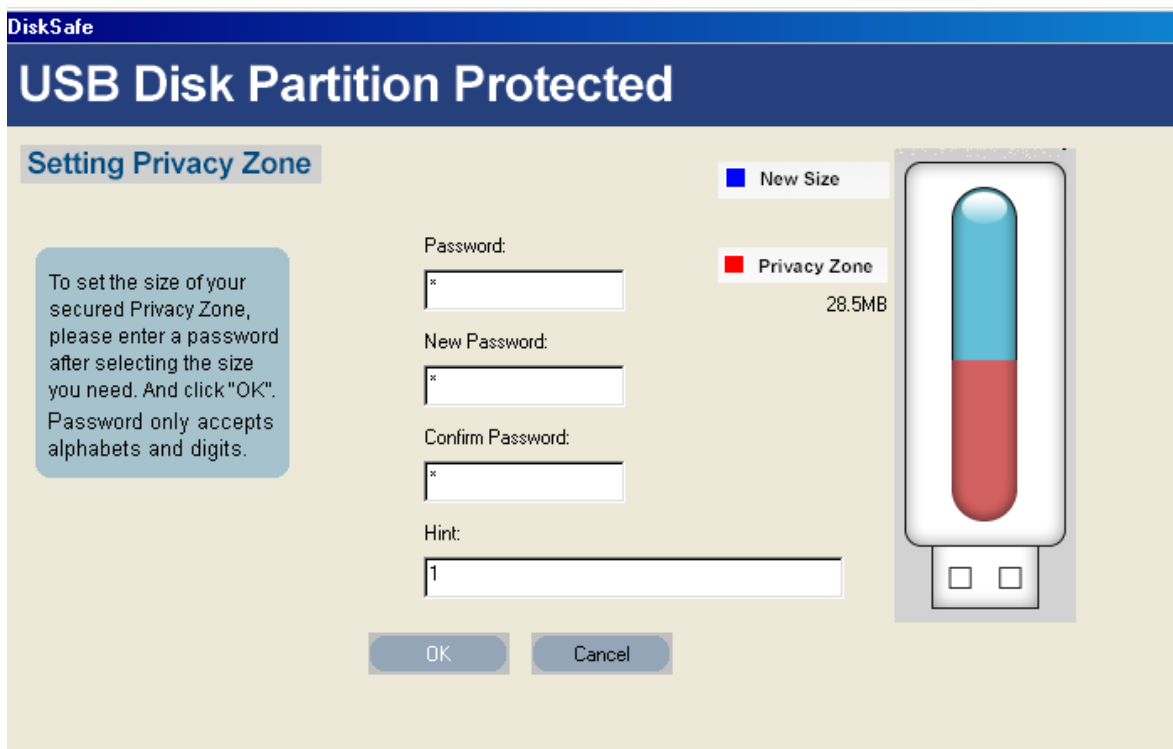 DiskSafe
USB Disk Partition Protected
Setting Privacy Zone
New Size
Privacy Zone
28.5MB
To set the size of your
secured Privacy Zone,
please enter a password
after selecting the size
you need. And click "OK".
Password only accepts
alphabets and digits.
Password:
*
New Password:
*
Confirm Password:
*
Hint:
1
OK
Cancel